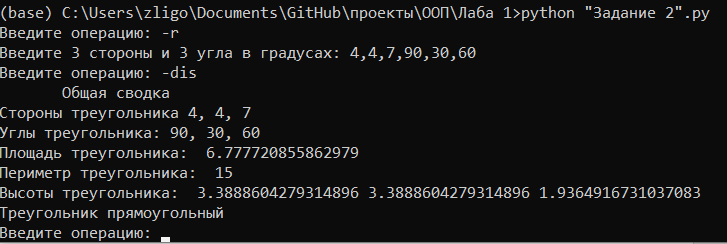 (base) C:\Users\zligo\Documents\GitHub\проекты\ООП\Лаба 1>python "Задание 2".py
Введите операцию: -r
Введите 3 стороны и 3 угла в градусах: 4,4,7,90,30,60
Введите операцию: -dis
Общая сводка
Стороны треугольника 4, 4, 7
Углы треугольника: 90, 30, 60
Площадь треугольника:  6.777720855862979
Периметр треугольника:  15
Высоты треугольника:  3.3888604279314896 3.3888604279314896 1.9364916731037083
Треугольник прямоугольный
Введите операцию: